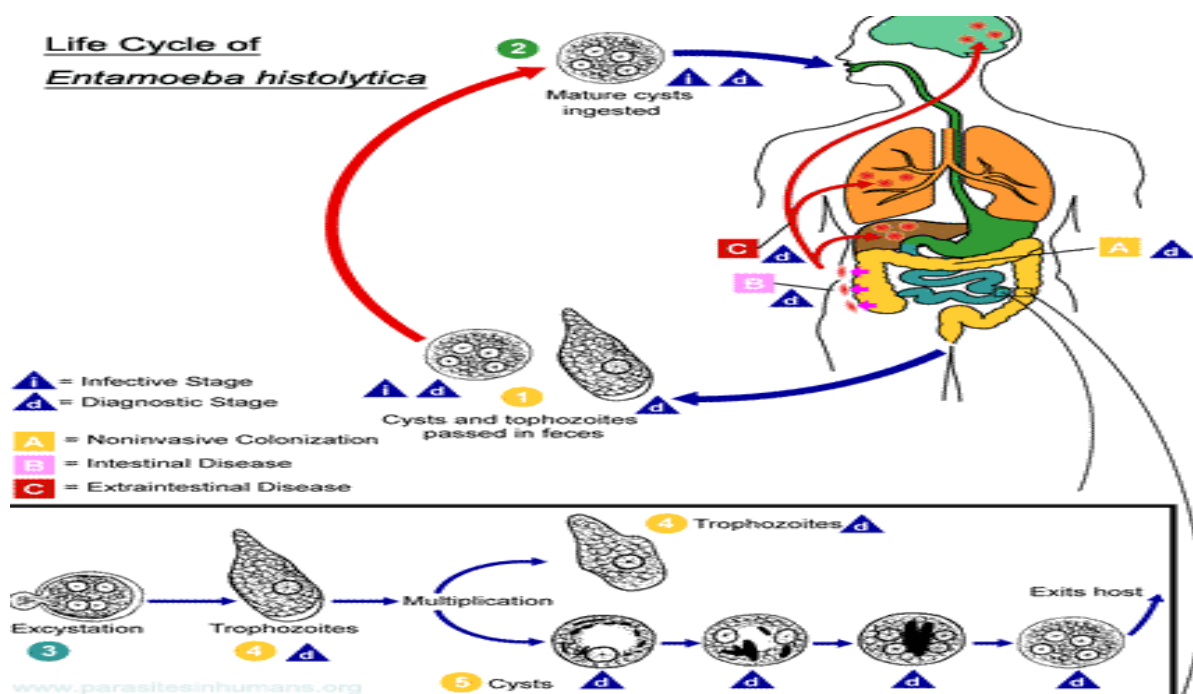 Life Cycle of
Entamoeba histolytica
2
Mature cysts
ingested
i d
C d
B d
A d
i d
1
d
Cysts and tophozoites
passed in feces
i = Infective Stage
d = Diagnostic Stage
A = Noninvasive Colonization
B = Intestinal Disease
C = Extraintestinal Disease
4 Trophozoites d
Exits host
Multiplication
Excystation
3
Trophozoites
4 d
5 Cysts
d d d d
www.parasitesinhumans.org